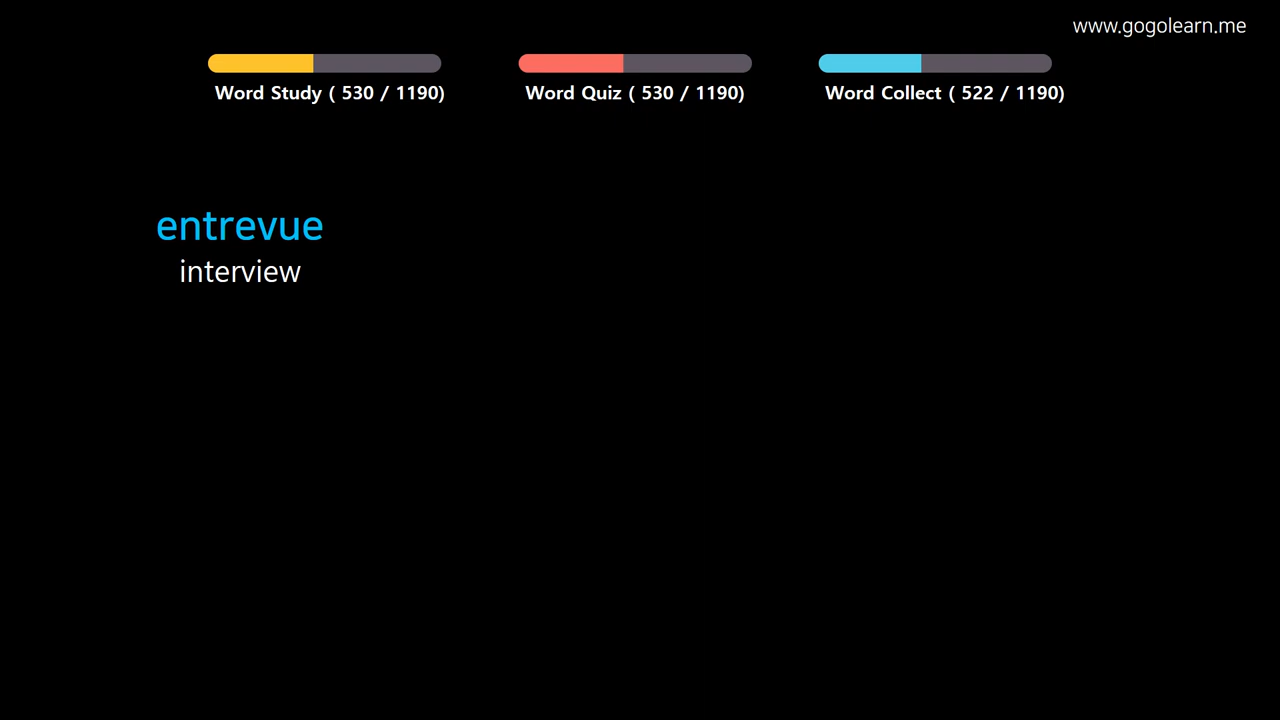 www.gogolearn.me
Word Study ( 530 / 1190)
Word Quiz ( 530 / 1190)
Word Collect ( 522 / 1190)
entrevue
interview